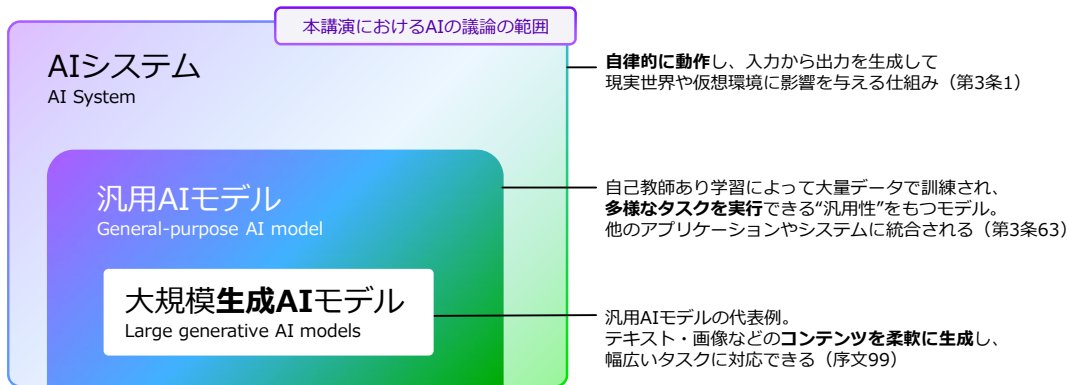 本講演におけるAIの議論の範囲
AIシステム
AI System
自律的に動作し、入力から出力を生成して
現実世界や仮想環境に影響を与える仕組み（第3条1）
汎用AIモデル
General-purpose AI model
自己教師あり学習によって大量データで訓練され、
多様なタスクを実行できる“汎用性”をもつモデル。
他のアプリケーションやシステムに統合される（第3条63）
大規模生成AIモデル
Large generative AI models
汎用AIモデルの代表例。
テキスト・画像などのコンテンツを柔軟に生成し、
幅広いタスクに対応できる（序文99）